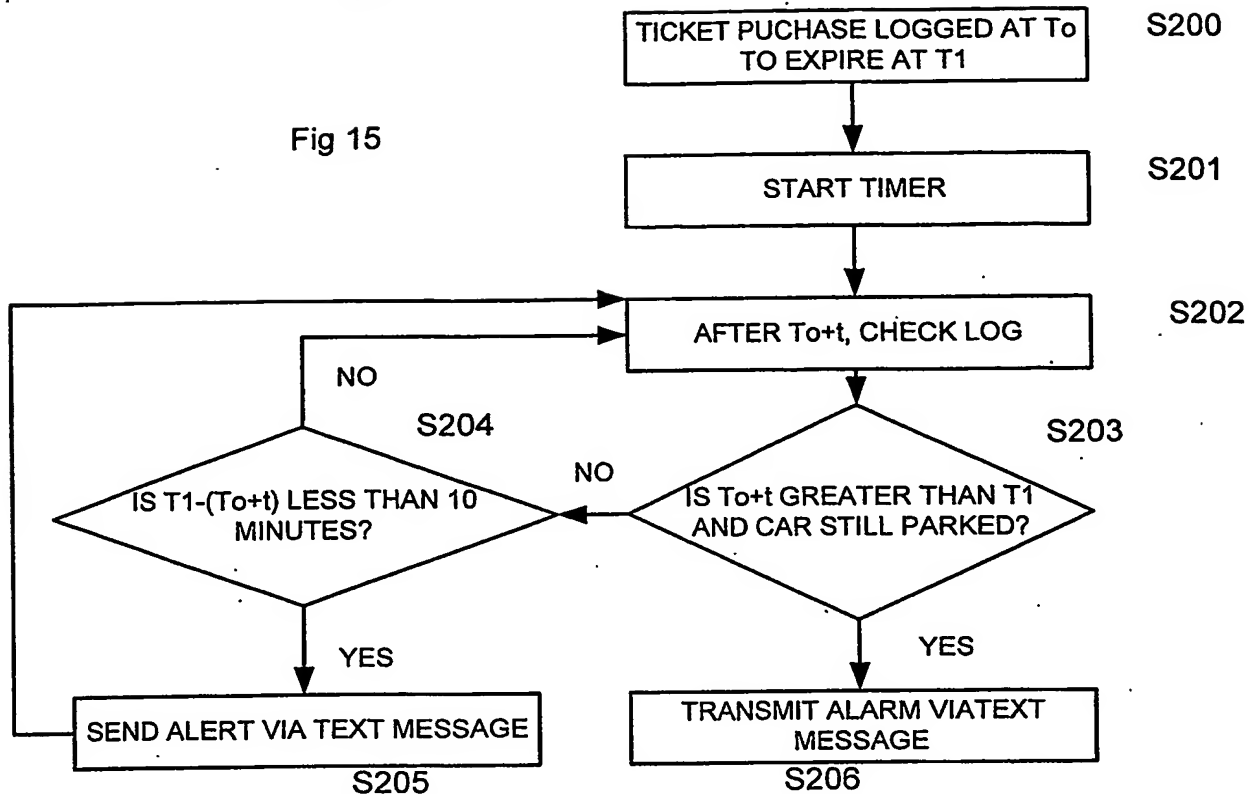 TICKET PUCHASE LOGGED AT To
TO EXPIRE AT T1
S200
Fig 15
START TIMER
S201
AFTER To+t, CHECK LOG
S202
NO
S204
S203
IS T1-(To+t) LESS THAN 10
MINUTES?
NO
IS To+t GREATER THAN T1
AND CAR STILL PARKED?
YES
YES
SEND ALERT VIA TEXT MESSAGE
S205
TRANSMIT ALARM VIATEXT
MESSAGE
S206